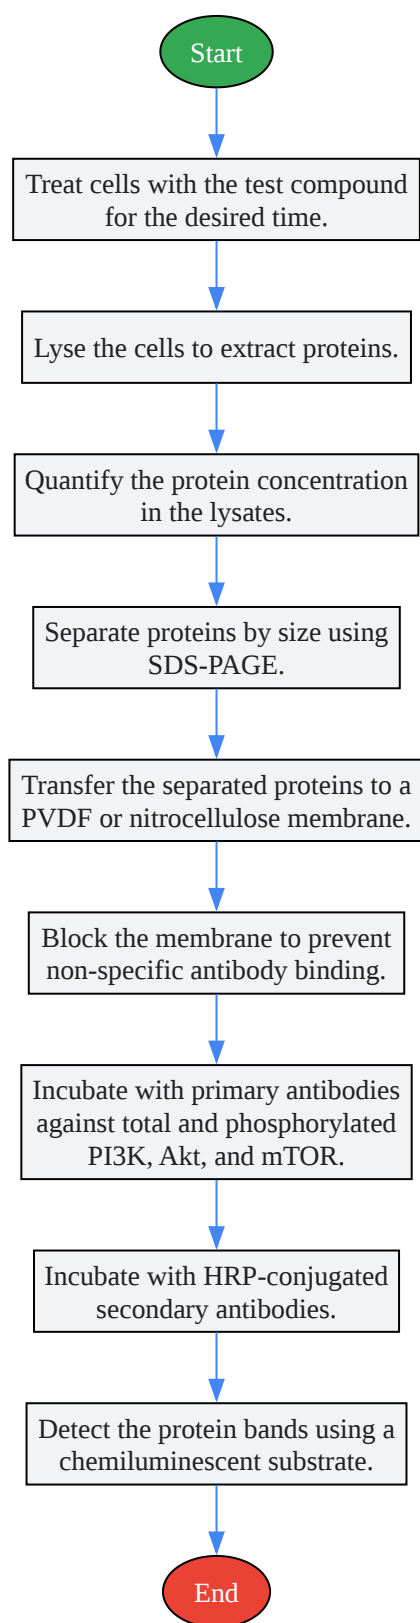 Start
Treat cells with the test compound
for the desired time.
Lyse the cells to extract proteins.
Quantify the protein concentration
in the lysates.
Separate proteins by size using
SDS-PAGE.
Transfer the separated proteins to a
PVDF or nitrocellulose membrane.
Block the membrane to prevent
non-specific antibody binding.
Incubate with primary antibodies
against total and phosphorylated
PI3K, Akt, and mTOR.
Incubate with HRP-conjugated
secondary antibodies.
Detect the protein bands using a
chemiluminescent substrate.
End